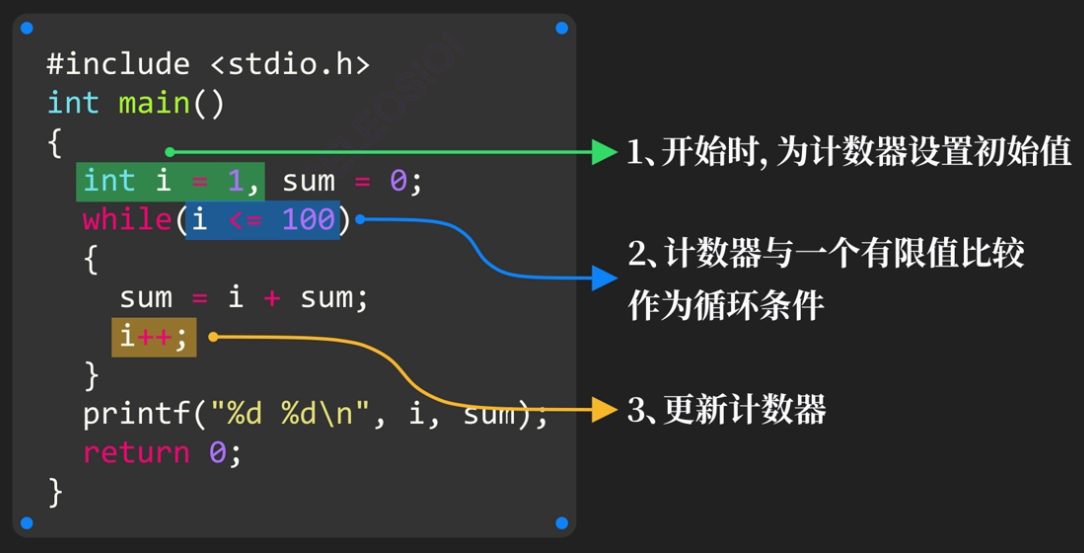 #include <stdio.h>
int main()
{
int i = 1, sum = 0;
while(i <= 100)
{
sum = i + sum;
i++;
}
printf("%d %d\n", i, sum);
return 0;
}
1、开始时, 为计数器设置初始值
2、计数器与一个有限值比较
作为循环条件
3、更新计数器